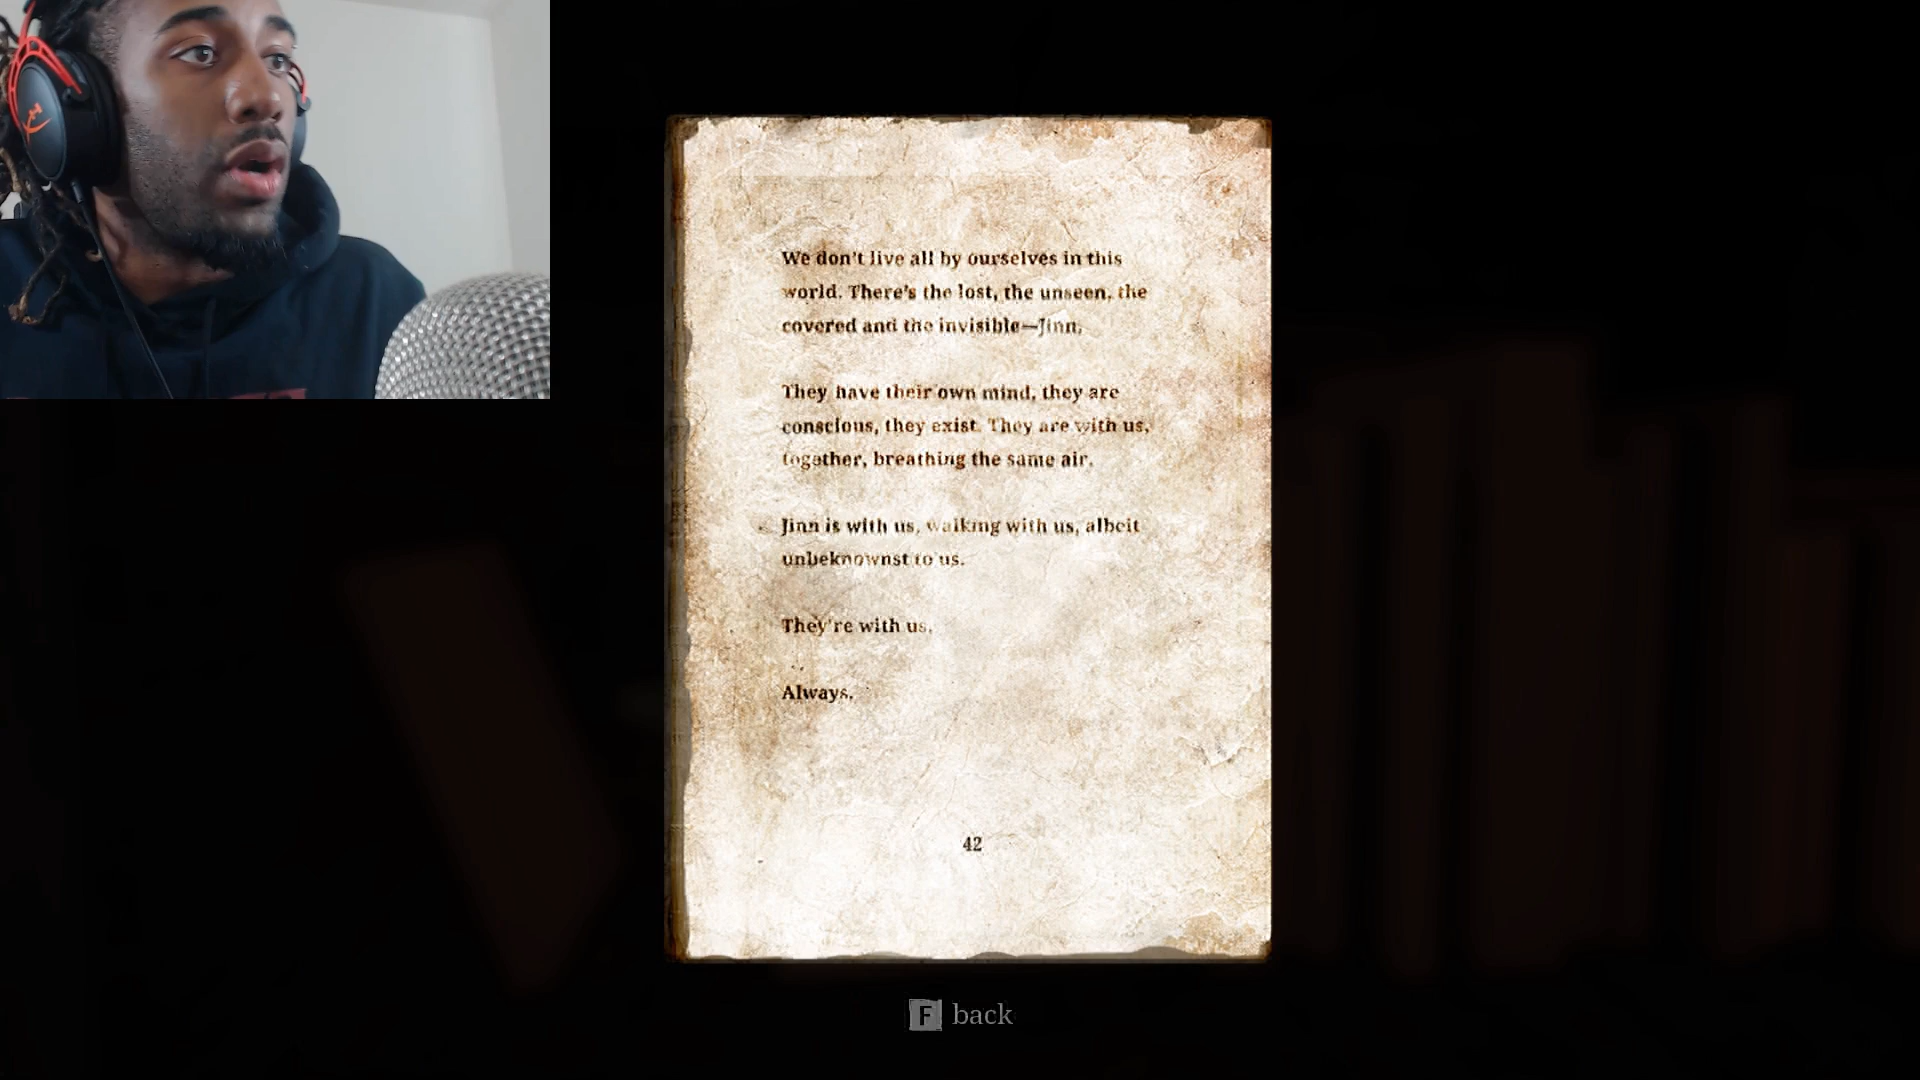 We don't live all by ourselves in this
world. There's the lost, the unseen, the
covered and the invisible—Jinn.
They have their own mind, they are
conscious, they exist. They are with us,
together, breathing the same air.
Jinn is with us, walking with us, albeit
unbeknownst to us.
They're with us.
Always.
42
F back